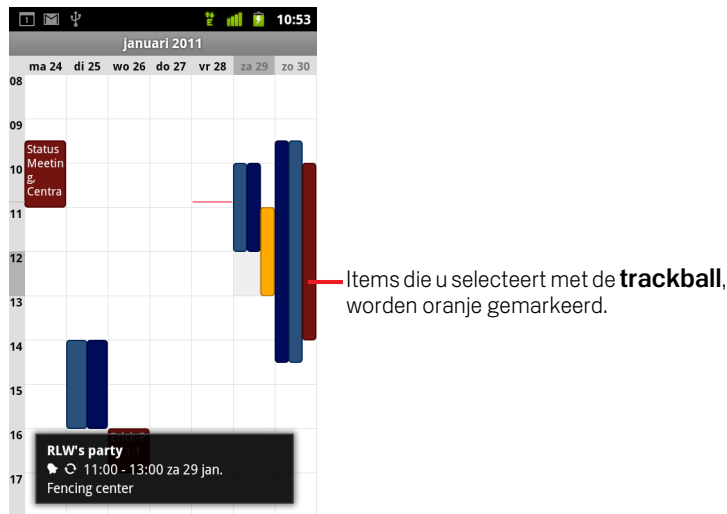 1
10:53
januari 2011
ma 24 di 25 wo 26 do 27 vr 28 za 29 zo 30
08
09
Status
Meetin
10
g,
Centra
11
12
Items die u selecteert met de trackball,
worden oranje gemarkeerd.
13
14
15
16
RLW's party
11:00 - 13:00 za 29 jan.
17
Fencing center